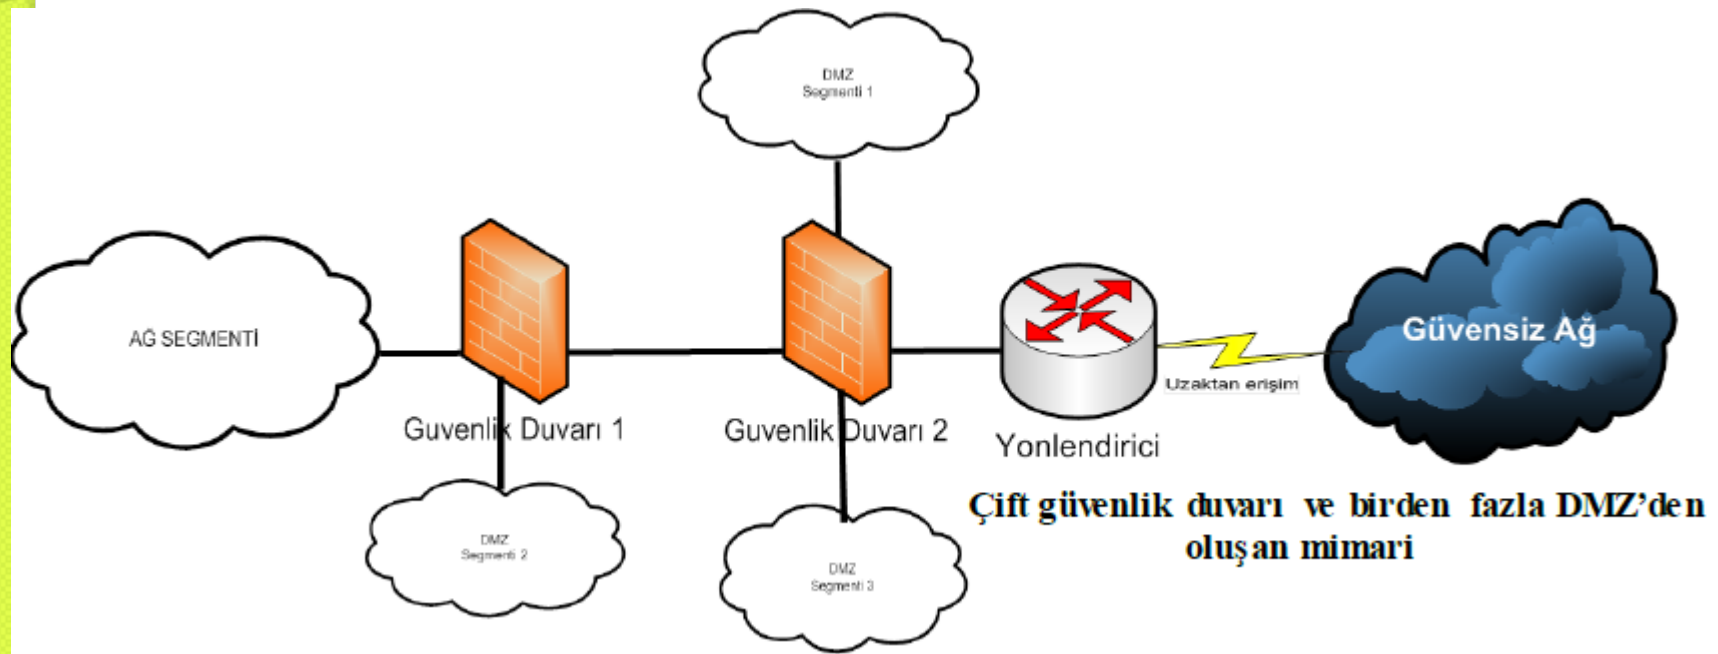 DMZ
Segmenti 1
AĞ SEGMENTİ
Güvensiz Ağ
Uzaktan erişim
Guvenlik Duvarı 1
Guvenlik Duvarı 2
Yonlendirici
Çift güvenlik duvarı ve birden fazla DMZ’den
oluşan mimari
DMZ
Segmenti 2
DMZ
Segmenti 3